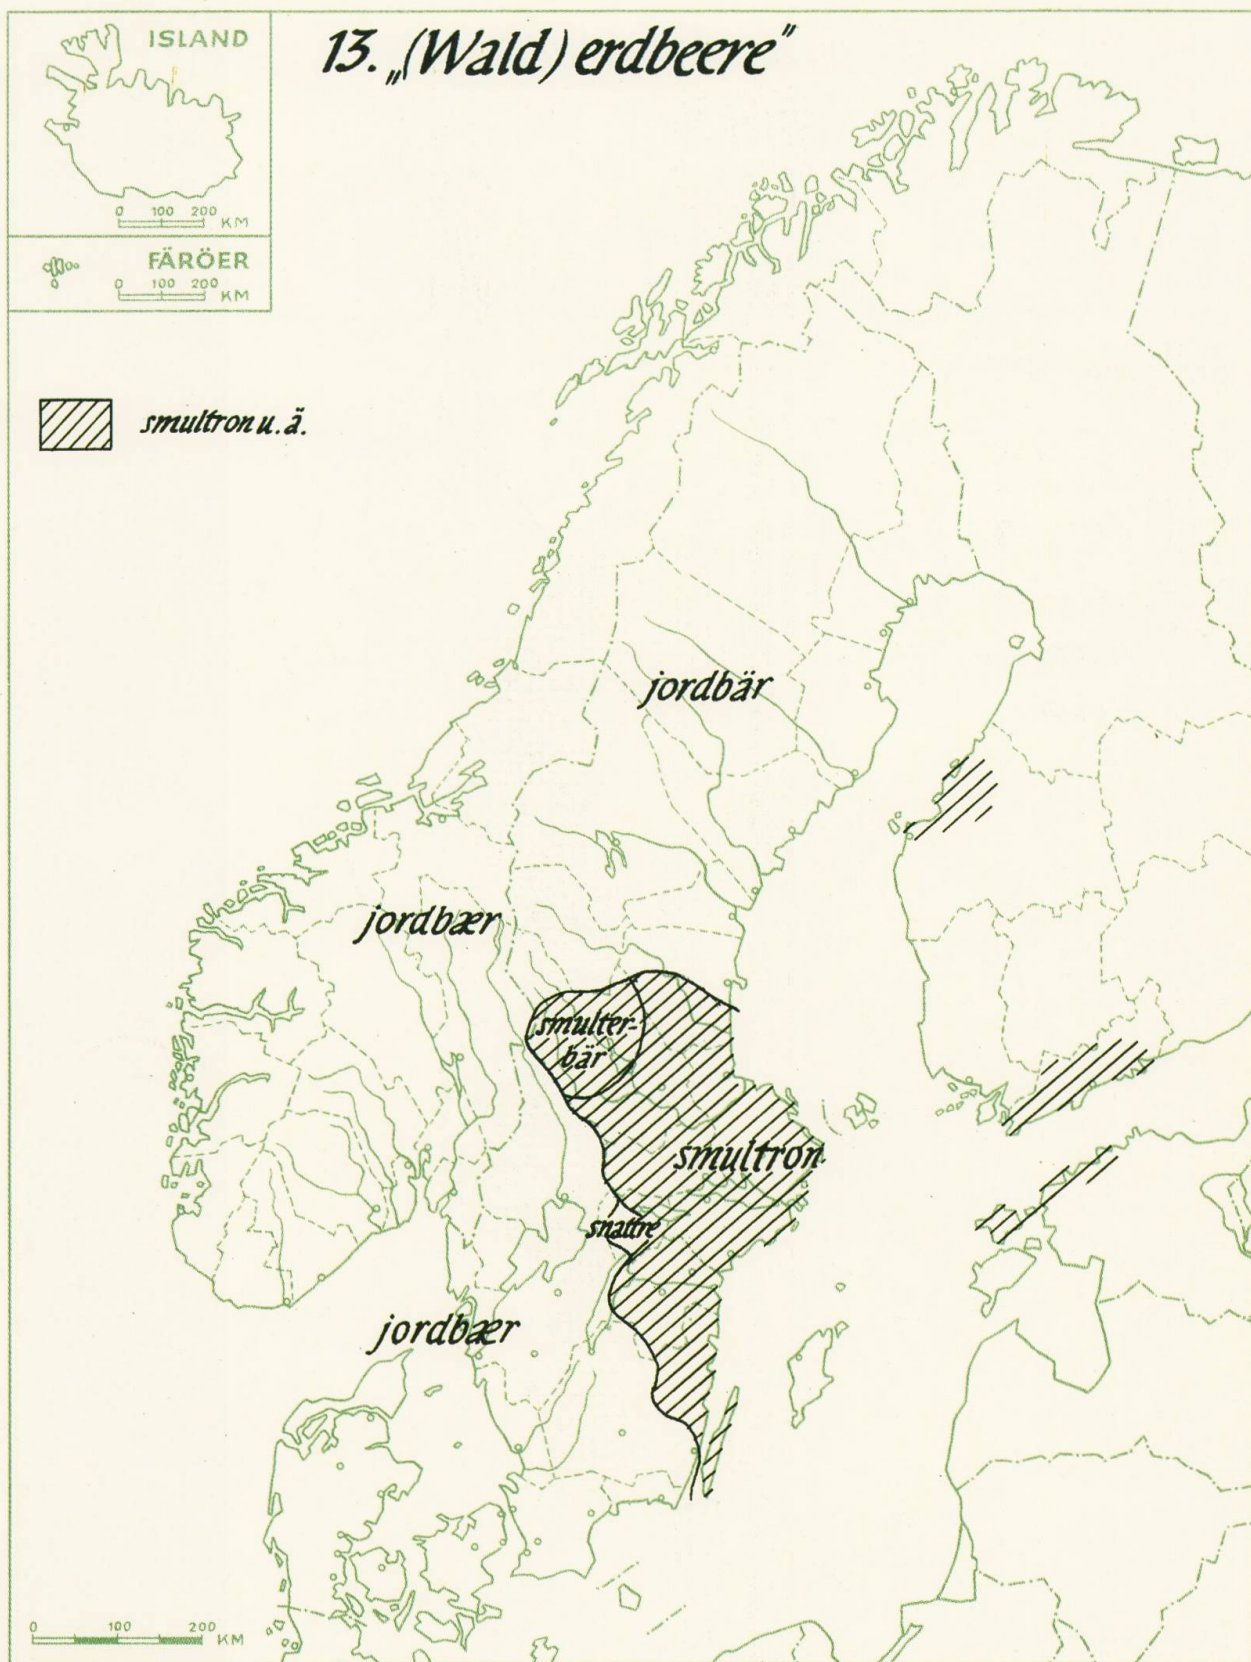 ISLAND
0 100 200
KM
FÄRÖER
0 100 200
KM
13. „(Wald) erdbeere"
smultron u. ä.
jordbär
jordbær
smulter-
bär
smultron
snattre
jordbær
0 100 200 KM